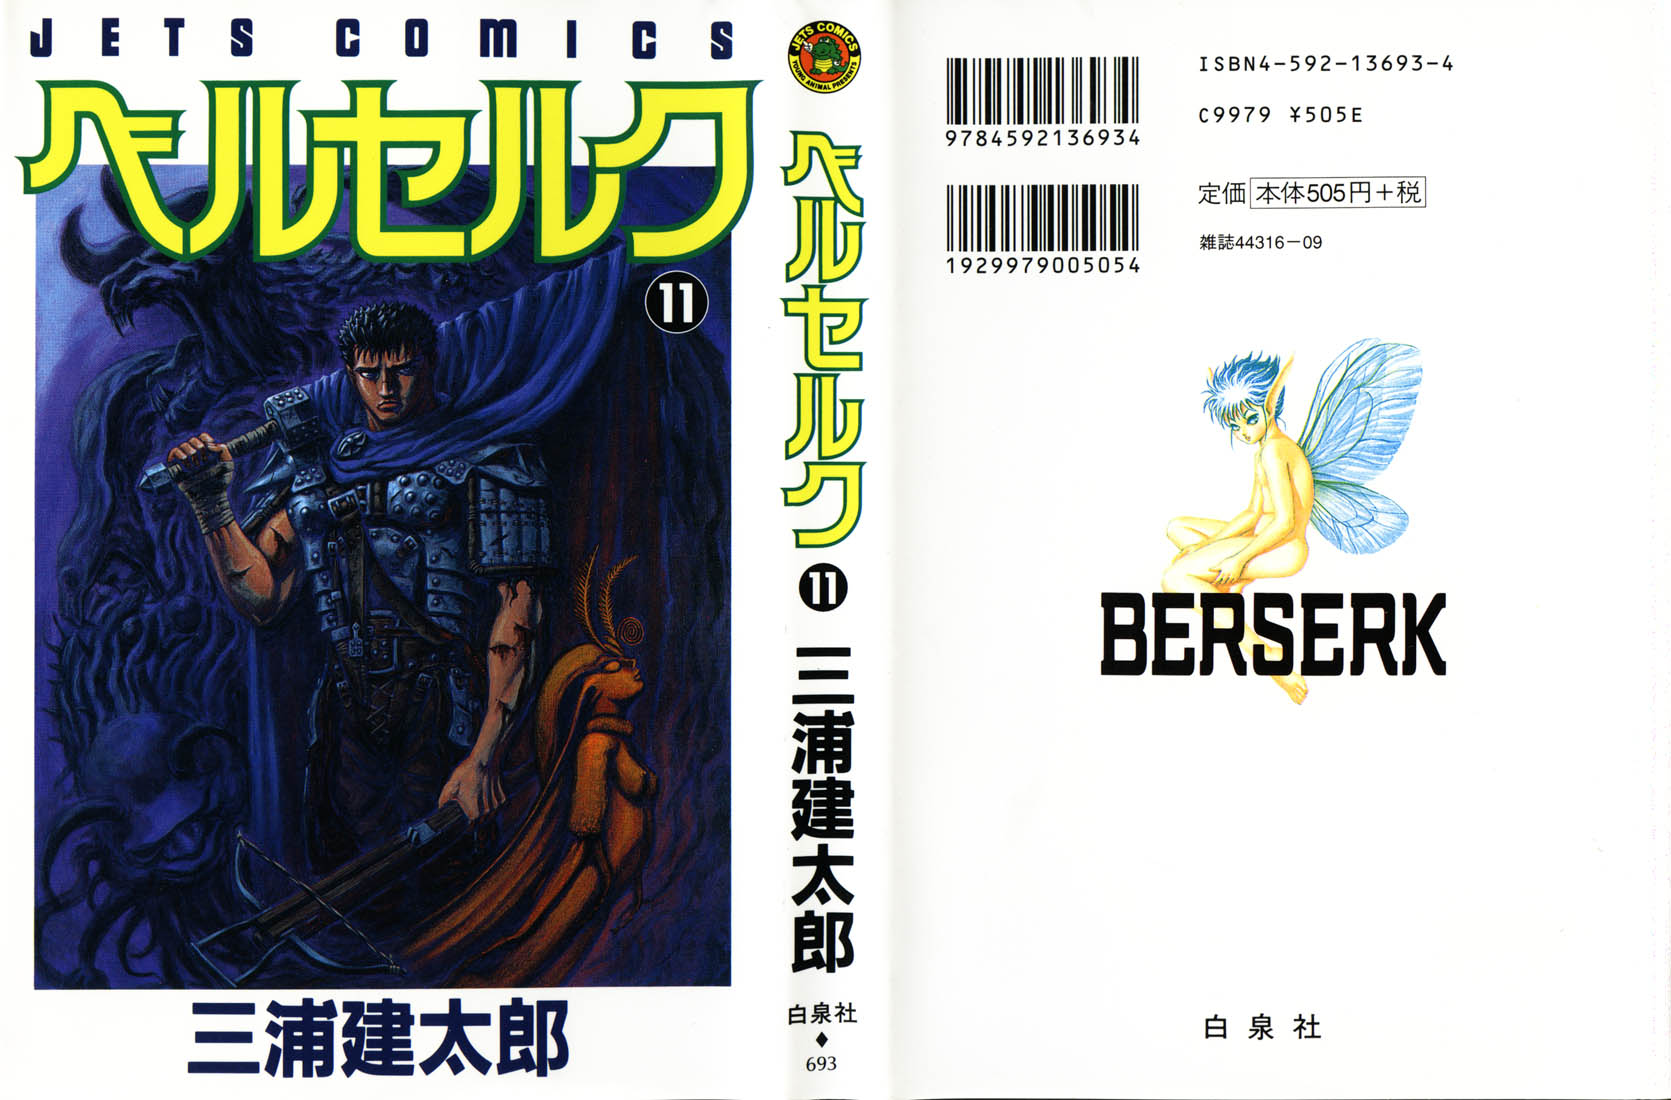 JETS COMICS
ベルセルク
11
三浦建太郎
JETS COMICS
YOUNG ANIMAL PRESENTS
ベルセルク
11
三浦建太郎
白泉社
693
9784592136934
1929979005054
ISBN4-592-13693-4
C9979 ¥505E
定価 本体505円+税
雑誌44316-09
BERSERK
白泉社